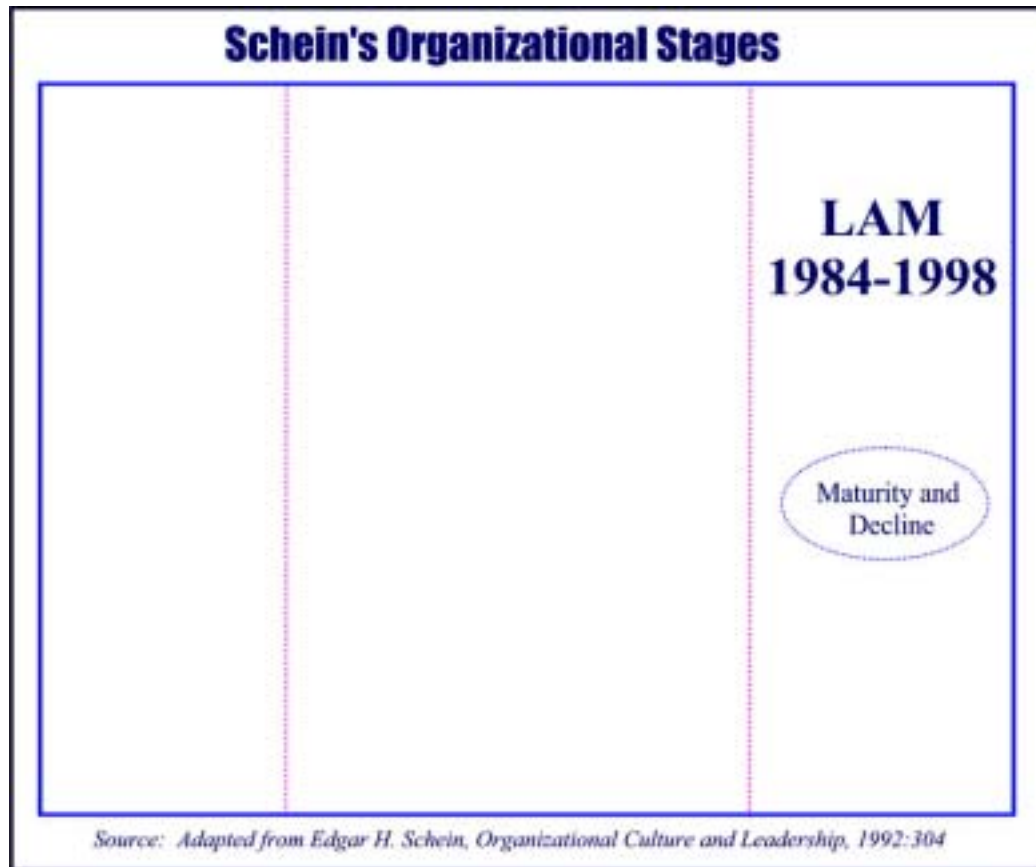 Schein's Organizational Stages
LAM
1984-1998
Maturity and
Decline
Source: Adapted from Edgar H. Schein, Organizational Culture and Leadership, 1992:304